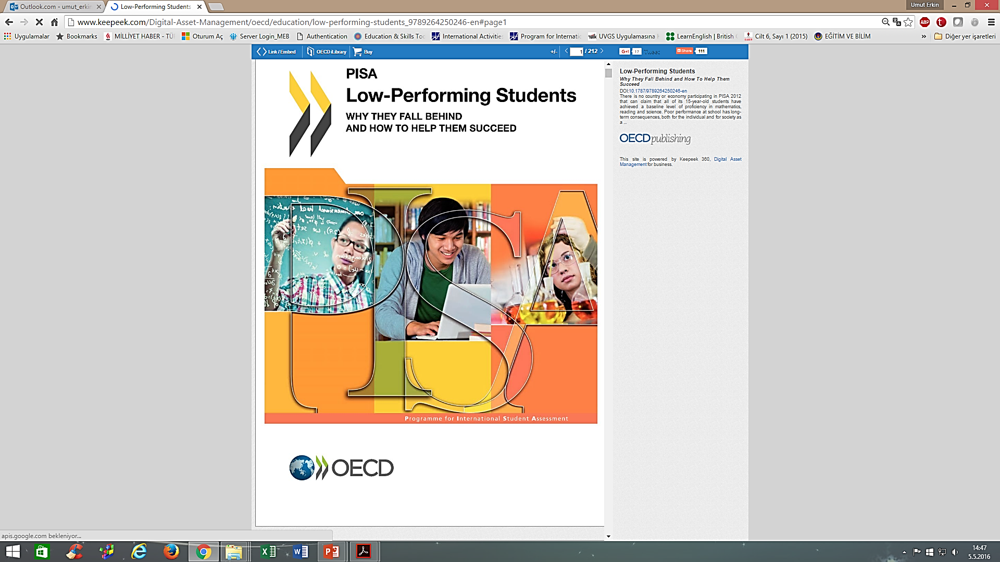 Outlook.com - umut_erkin
Low-Performing Students
Umut Erkin
www.keepeek.com/Digital-Asset-Management/oecd/education/low-performing-students_9789264250246-en#page1
ABP
Uygulamalar
Bookmarks
MİLLİYET HABER - TÜ
Oturum Aç
Server Login_MEB
Authentication
Education & Skills To
International Activitie
Program for Internatio
UVGS Uygulamasına
LearnEnglish | British
Cilt 6, Sayı 1 (2015)
EĞİTİM VE BİLİM
»
Diğer yer işaretleri
Link / Embed
OECD iLibrary
Buy
+/-
1 / 212
G+1 17
Tweet
Share 111
PISA
Low-Performing Students
WHY THEY FALL BEHIND
AND HOW TO HELP THEM SUCCEED
PISA
Programme for International Student Assessment
OECD
Low-Performing Students
Why They Fall Behind and How To Help Them
Succeed
DOI:10.1787/9789264250246-en
There is no country or economy participating in PISA 2012
that can claim that all of its 15-year-old students have
achieved a baseline level of proficiency in mathematics,
reading and science. Poor performance at school has long-
term consequences, both for the individual and for society as
a ...
OECD publishing
This site is powered by Keepeek 360, Digital Asset
Management for business.
apis.google.com bekleniyor...
14:47
5.5.2016